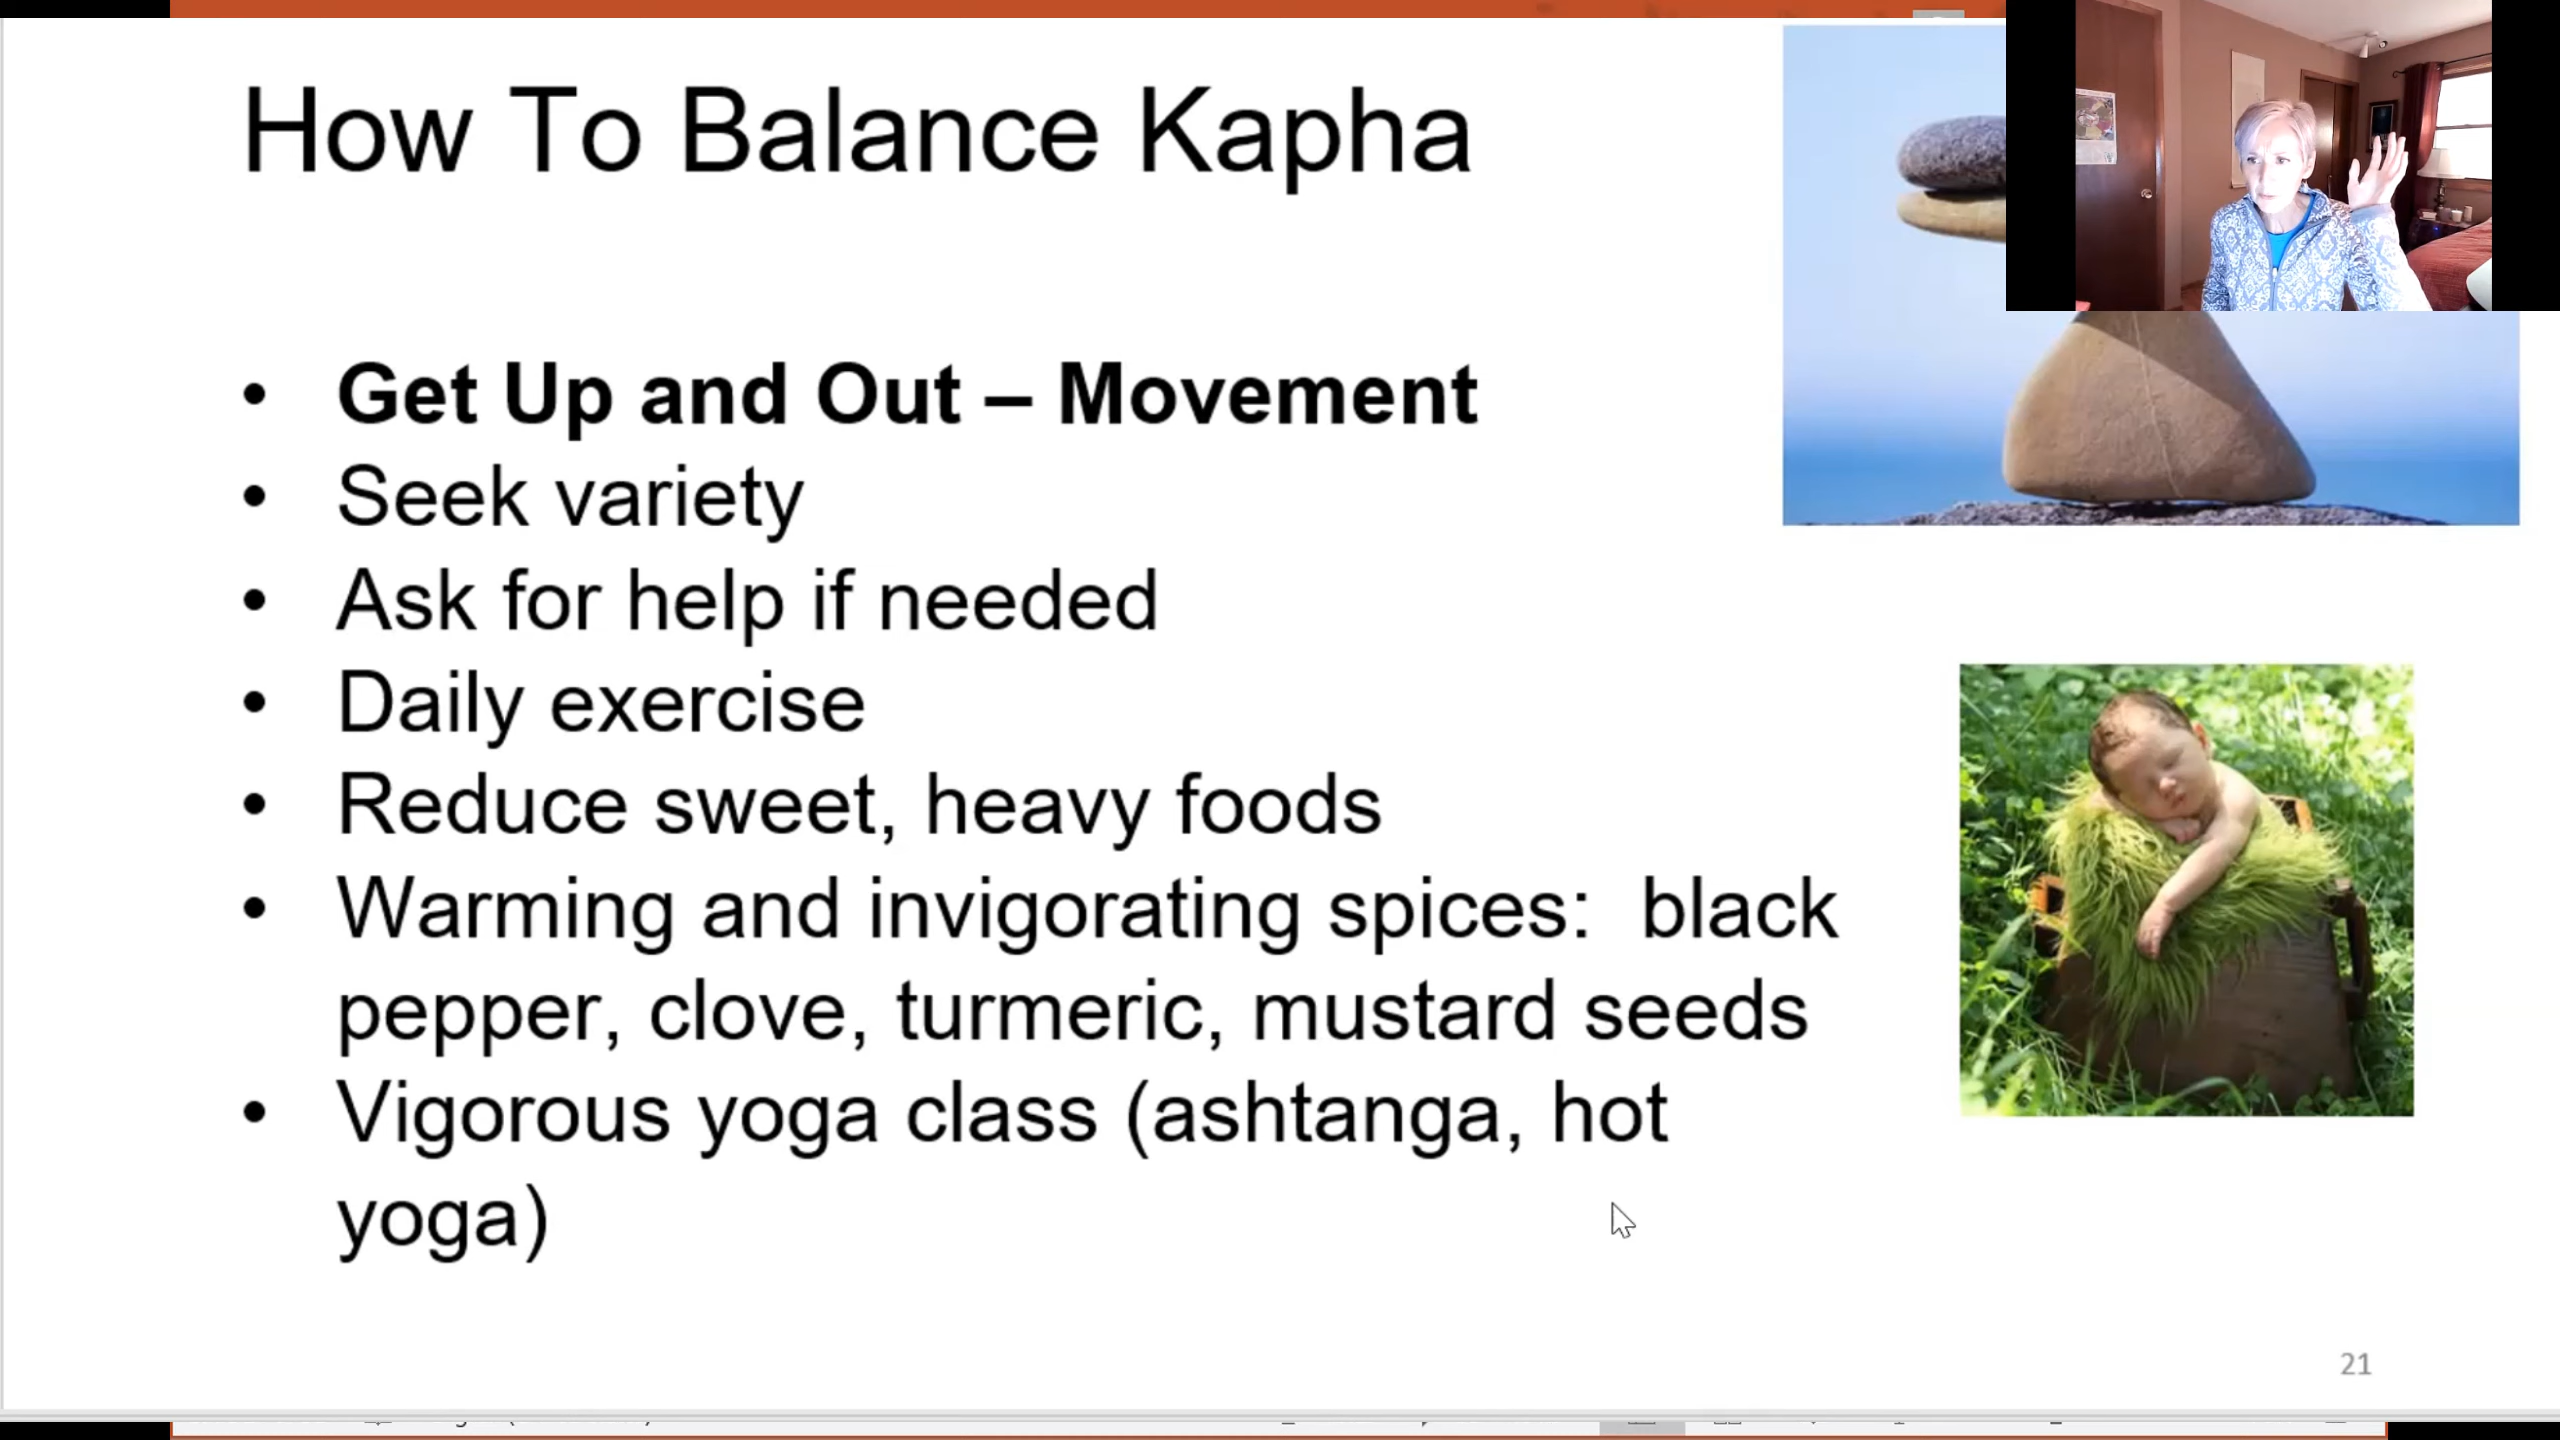 How To Balance Kapha
• Get Up and Out – Movement
• Seek variety
• Ask for help if needed
• Daily exercise
• Reduce sweet, heavy foods
• Warming and invigorating spices:  black
pepper, clove, turmeric, mustard seeds
• Vigorous yoga class (ashtanga, hot
yoga)
21